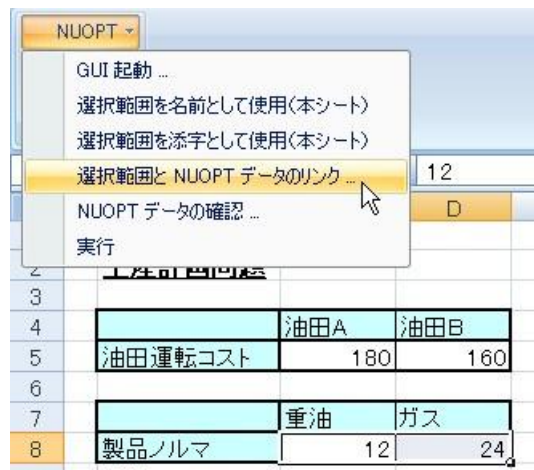 NUOPT
GUI 起動 ...
選択範囲を名前として使用(本シート)
選択範囲を添字として使用(本シート)
選択範囲と NUOPT データのリンク ...
12
NUOPT データの確認 ...
D
実行
2
3
4 油田A 油田B
5 油田運転コスト 180 160
6
7 重油 ガス
8 製品ノルマ 12 24